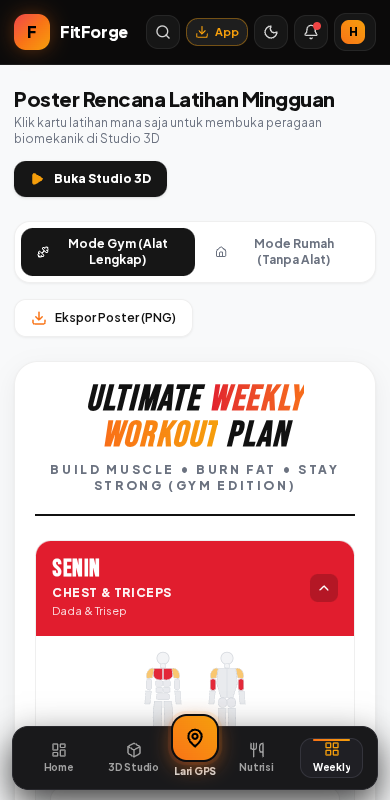 F FitForge App H
Poster Rencana Latihan Mingguan
Klik kartu latihan mana saja untuk membuka peragaan
biomekanik di Studio 3D
Buka Studio 3D
Mode Gym (Alat
Lengkap)
Mode Rumah
(Tanpa Alat)
Ekspor Poster (PNG)
ULTIMATE WEEKLY
WORKOUT PLAN
BUILD MUSCLE • BURN FAT • STAY
STRONG (GYM EDITION)
SENIN
CHEST & TRICEPS
Dada & Trisep
Home
3D Studio
Lari GPS
Nutrisi
Weekly